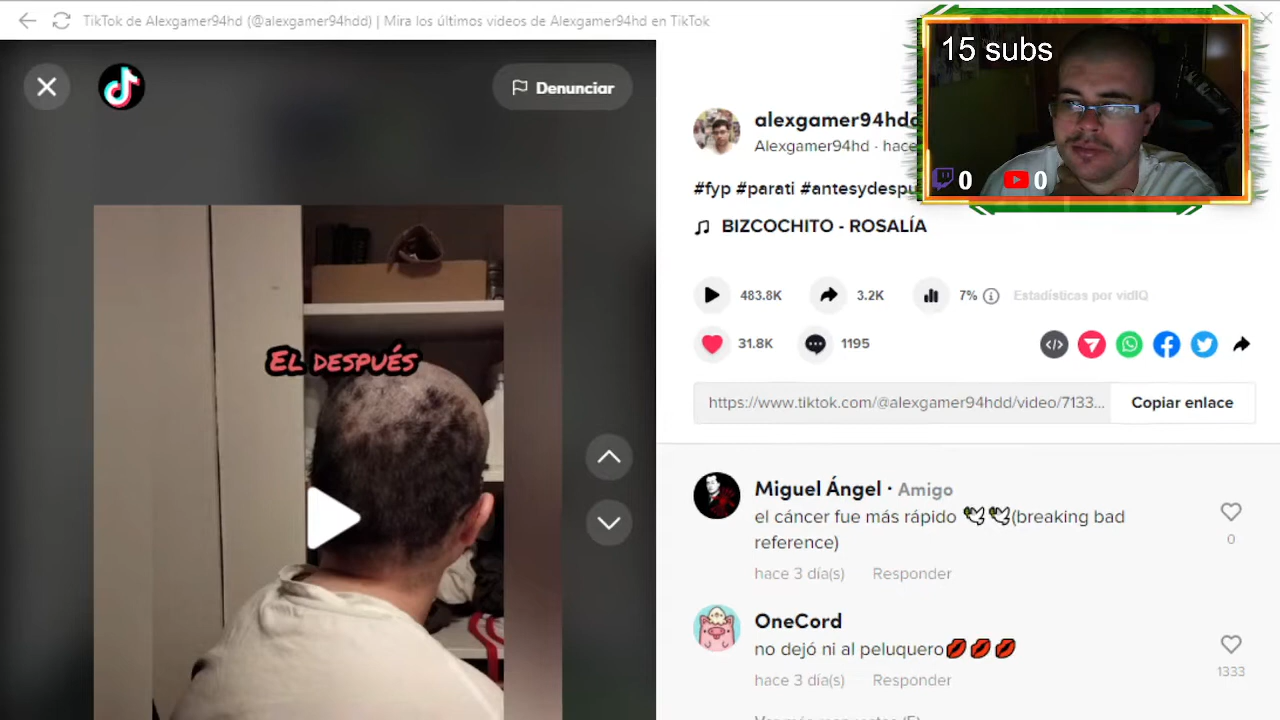 TikTok de Alexgamer94hd (@alexgamer94hdd) | Mira los últimos videos de Alexgamer94hd en TikTok
15 subs
Denunciar
alexgamer94hdd
Alexgamer94hd · hace
0 0
#fyp #parati #antesydespu
BIZCOCHITO - ROSALÍA
483.8K 3.2K 7% Estadísticas por vidIQ
31.8K 1195
EL DESPUÉS
https://www.tiktok.com/@alexgamer94hdd/video/7133... Copiar enlace
Miguel Ángel · Amigo
el cáncer fue más rápido 🕊🕊(breaking bad
reference)
0
hace 3 día(s) Responder
OneCord
no dejó ni al peluquero💋💋💋
1333
hace 3 día(s) Responder